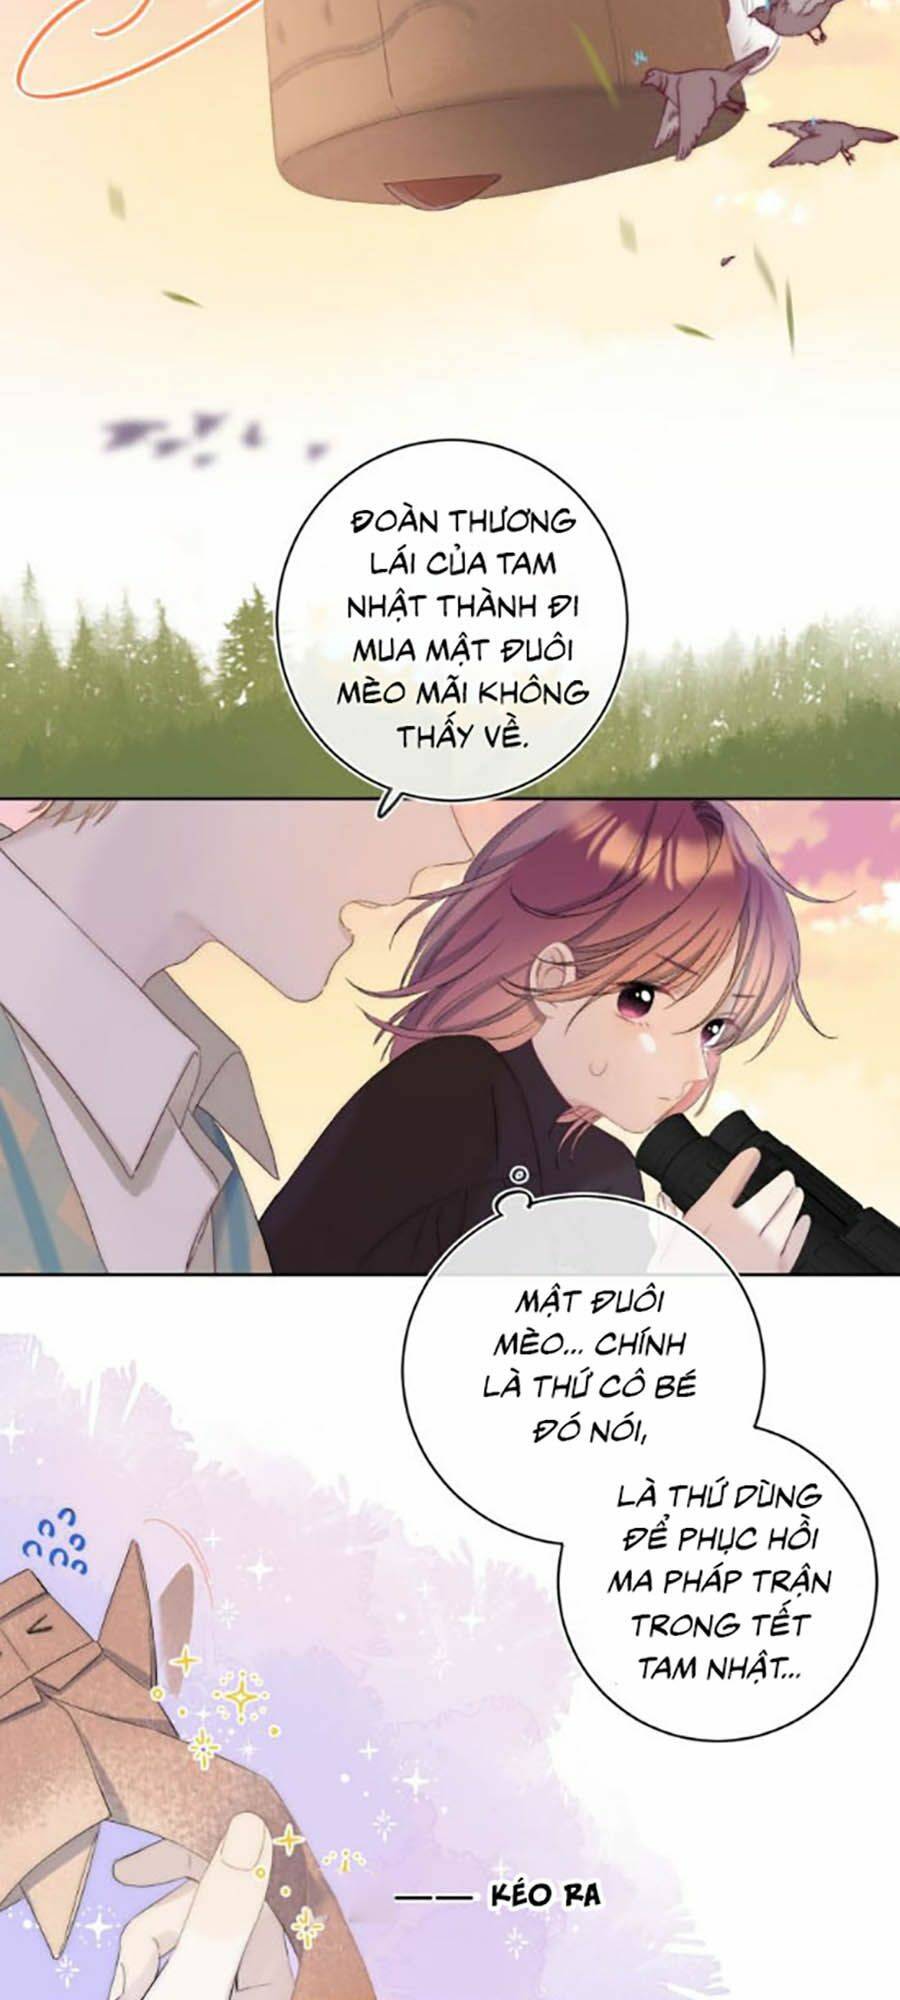 ĐOÀN THƯƠNG
LÁI CỦA TAM
NHẬT THÀNH ĐI
MUA MẬT ĐUÔI
MÈO MÃI KHÔNG
THẤY VỀ.
MẬT ĐUÔI
MÈO... CHÍNH
LÀ THỨ CÔ BÉ
ĐÓ NÓI,
LÀ THỨ DÙNG
ĐỂ PHỤC HỒI
MA PHÁP TRẬN
TRONG TẾT
TAM NHẬT...
—— KÉO RA